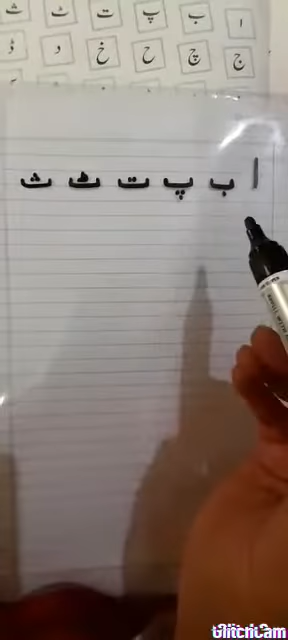 ا ب پ ت ٹ ث
ج چ ح خ د ڈ
ا ب پ ت ٹ ث
GlitchCam